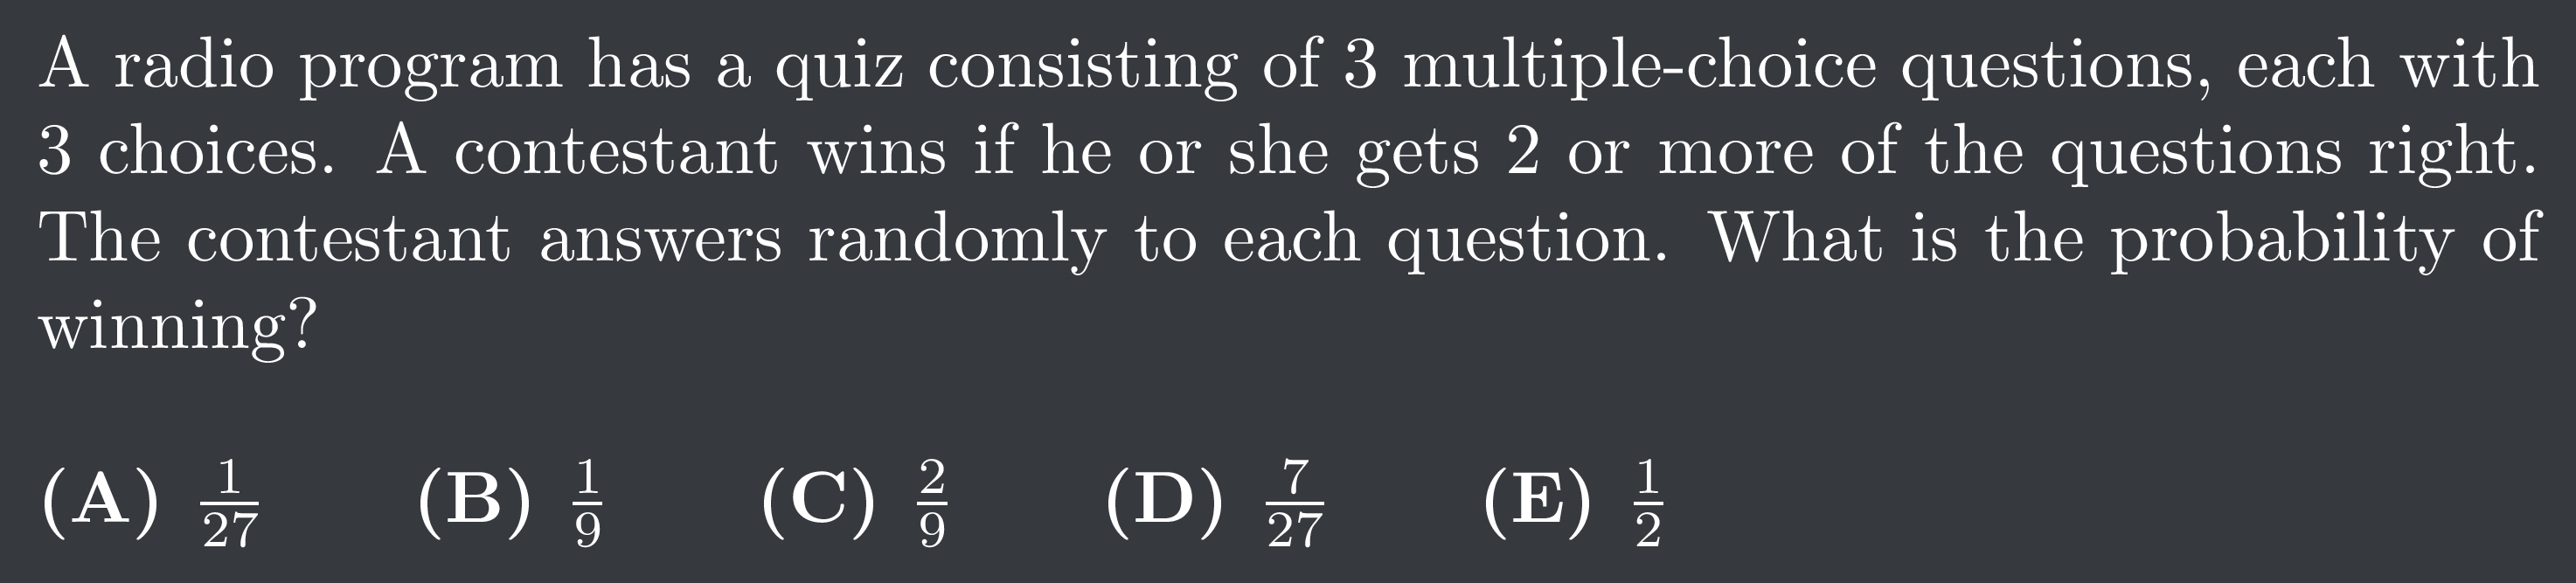 A radio program has a quiz consisting of 3 multiple-choice questions, each with
3 choices. A contestant wins if he or she gets 2 or more of the questions right.
The contestant answers randomly to each question. What is the probability of
winning?
(A) 1/27 (B) 1/9 (C) 2/9 (D) 7/27 (E) 1/2